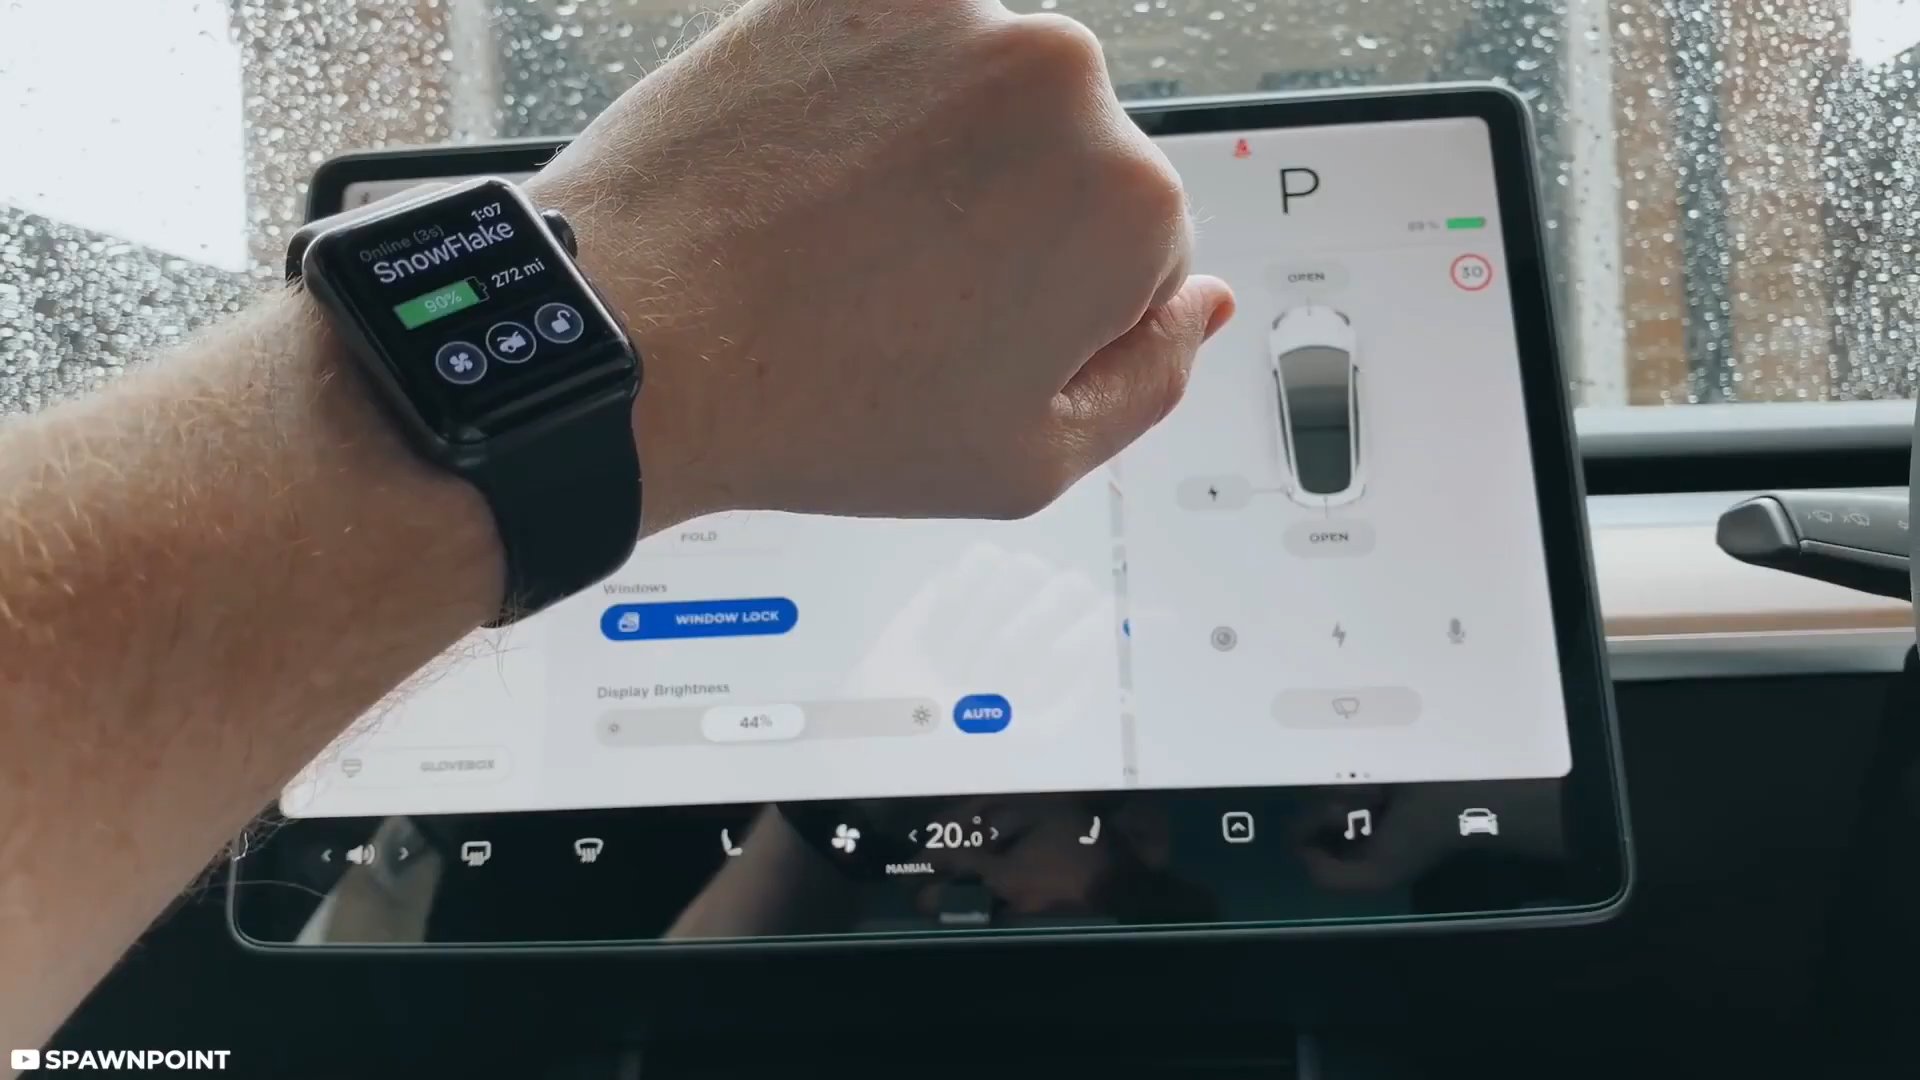 1:07
Online (3s)
SnowFlake
90%
272 mi
P
30
OPEN
OPEN
FOLD
Windows
WINDOW LOCK
Display Brightness
44%
AUTO
GLOVEBOX
20.0°
MANUAL
SPAWNPOINT